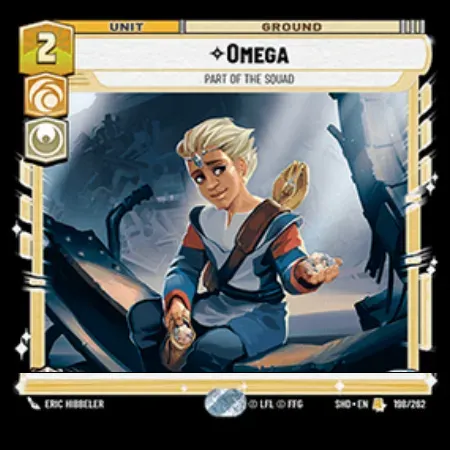 UNIT GROUND
2
✧OMEGA
PART OF THE SQUAD
ERIC HIBBELER © LFL © FFG SHD • EN 198/262